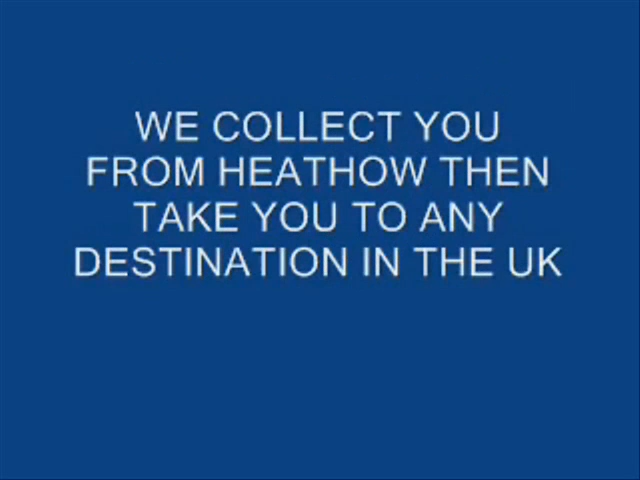 WE COLLECT YOU
FROM HEATHOW THEN
TAKE YOU TO ANY
DESTINATION IN THE UK